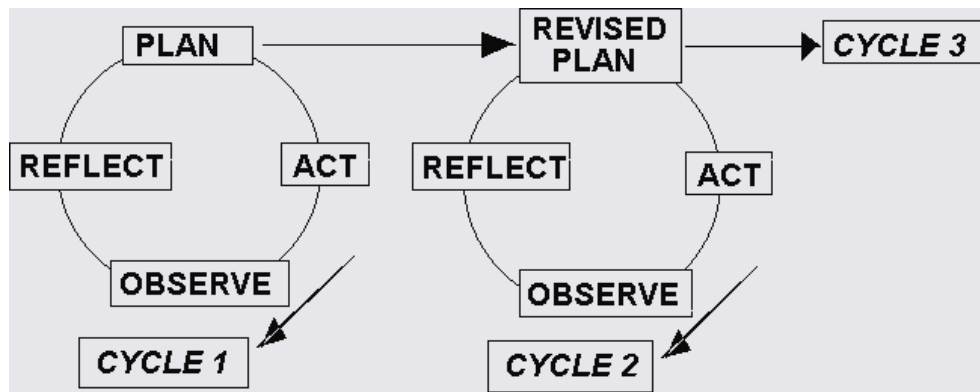 PLAN
REVISED
PLAN
CYCLE 3
REFLECT
ACT
REFLECT
ACT
OBSERVE
OBSERVE
CYCLE 1
CYCLE 2